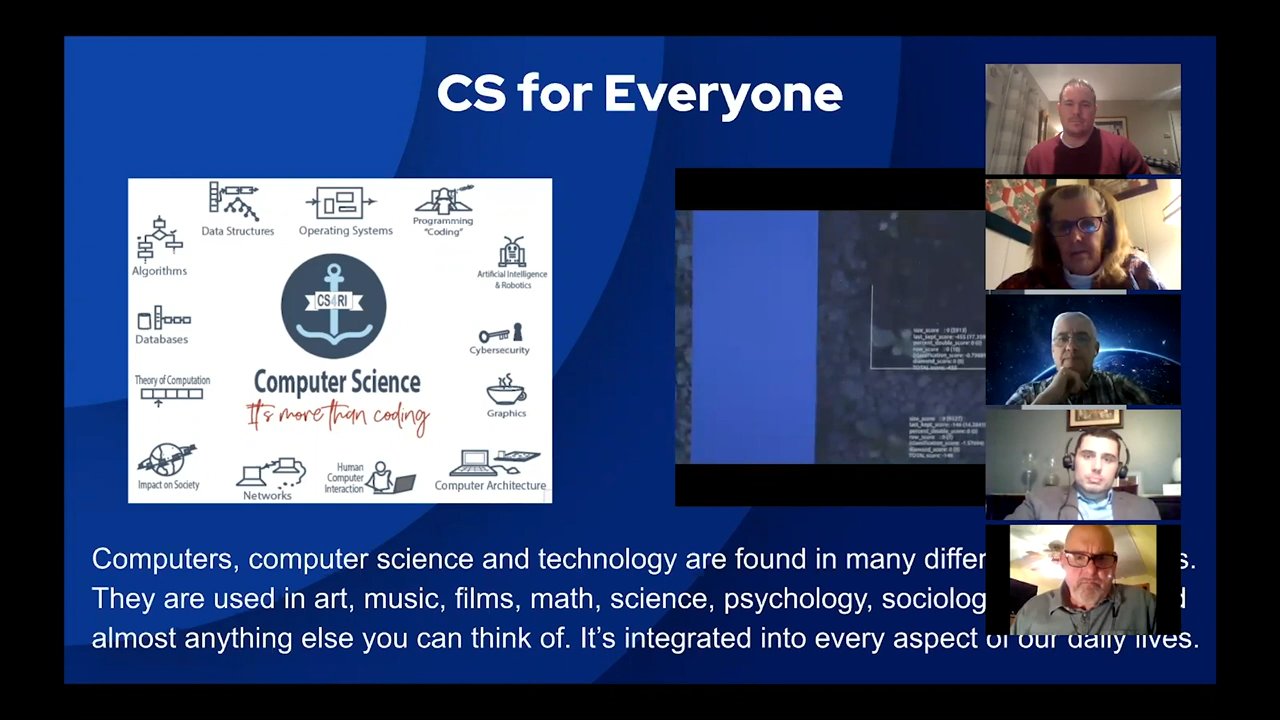 CS for Everyone
Data Structures
Operating Systems
Programming
"Coding"
Algorithms
Artificial Intelligence
& Robotics
CS4RI
Databases
Cybersecurity
Theory of Computation
Computer Science
It's more than coding
Graphics
Impact on Society
Networks
Human
Computer
Interaction
Computer Architecture
Computers, computer science and technology are found in many
They are used in art, music, films, math, science, psychology,
almost anything else you can think of. It's integrated into every aspect of our daily lives.